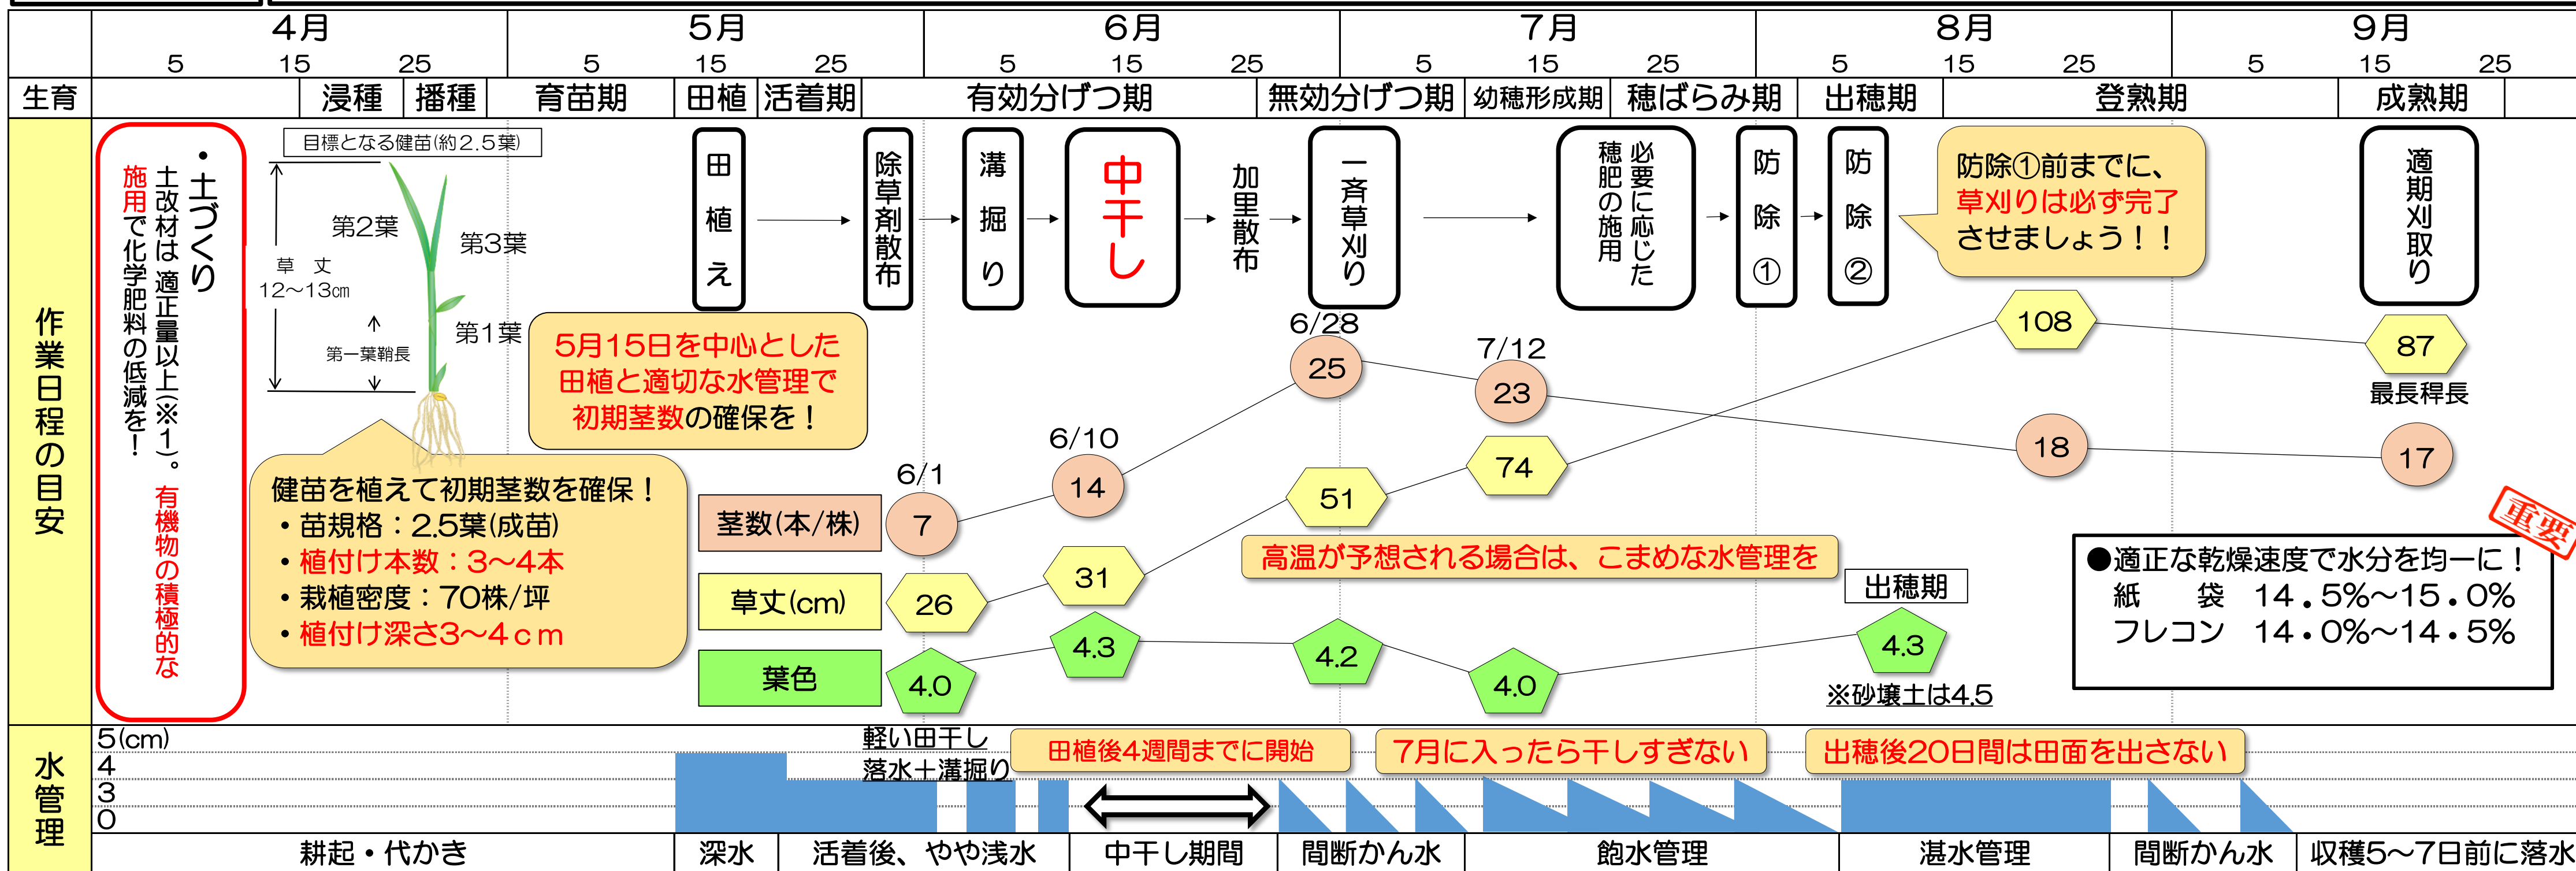 4月 5月 6月 7月 8月 9月
5 15 25 5 15 25 5 15 25 5 15 25 5 15 25 5 15 25
生育 浸種 播種 育苗期 田植 活着期 有効分げつ期 無効分げつ期 幼穂形成期 穂ばらみ期 出穂期 登熟期 成熟期
作業日程の目安
・土づくり
土改材は 適正量以上(※1)。有機物の積極的な
施用で化学肥料の低減を！
目標となる健苗(約2.5葉)
第2葉
第3葉
草 丈
12～13㎝
第1葉
第一葉鞘長
健苗を植えて初期茎数を確保！
・苗規格：2.5葉(成苗)
・植付け本数：3～4本
・栽植密度：70株/坪
・植付け深さ3～4ｃｍ
田植え
除草剤散布
溝掘り
中干し
加里散布
一斉草刈り
必要に応じた
穂肥の施用
防除①
防除②
適期刈取り
防除①前までに、
草刈りは必ず完了
させましょう！！
5月15日を中心とした
田植と適切な水管理で
初期茎数の確保を！
6/1 6/10 6/28 7/12
茎数(本/株) 7 14 25 23 18 17
草丈(cm) 26 31 51 74 108 87
最長稈長
葉色 4.0 4.3 4.2 4.0 4.3
出穂期
※砂壌土は4.5
高温が予想される場合は、こまめな水管理を
重要
●適正な乾燥速度で水分を均一に！
紙 袋 14．5%～15．0%
フレコン 14．0%～14．5%
水管理
5(cm)
4
3
0
軽い田干し
落水＋溝掘り
田植後4週間までに開始
7月に入ったら干しすぎない
出穂後20日間は田面を出さない
耕起・代かき 深水 活着後、やや浅水 中干し期間 間断かん水 飽水管理 湛水管理 間断かん水 収穫5～7日前に落水